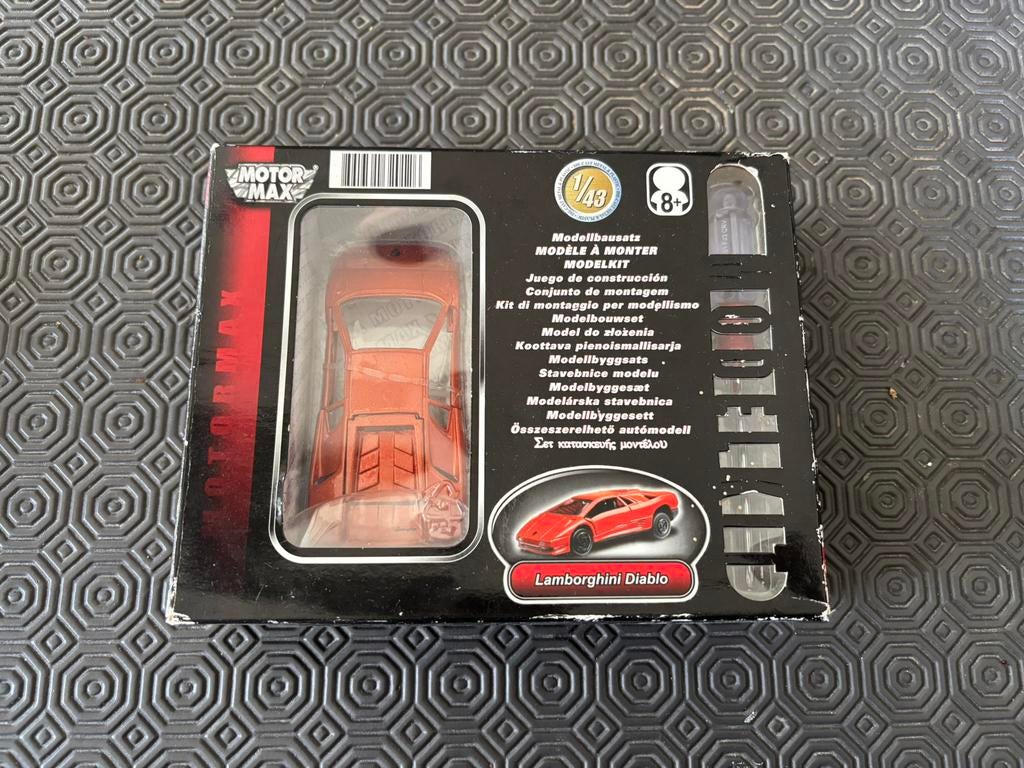 MOTOR
MAX
MOTORMAX
1/43
8+
Modellbausatz
MODÈLE À MONTER
MODELKIT
Juego de construcción
Conjunto de montagem
Kit di montaggio per modellismo
Modelbouwset
Model do złożenia
Koottava pienoismallisarja
Modellbyggsats
Stavebnice modelu
Modelbyggesæt
Modelárska stavebnica
Modellbyggesett
Összeszerelhető autómodell
Σετ κατασκευής μοντέλου
Lamborghini Diablo